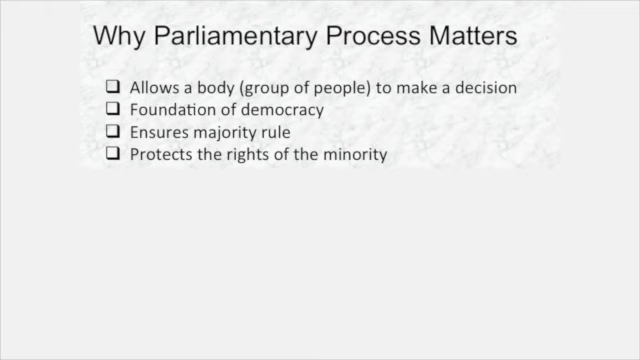 Why Parliamentary Process Matters
❑ Allows a body (group of people) to make a decision
❑ Foundation of democracy
❑ Ensures majority rule
❑ Protects the rights of the minority